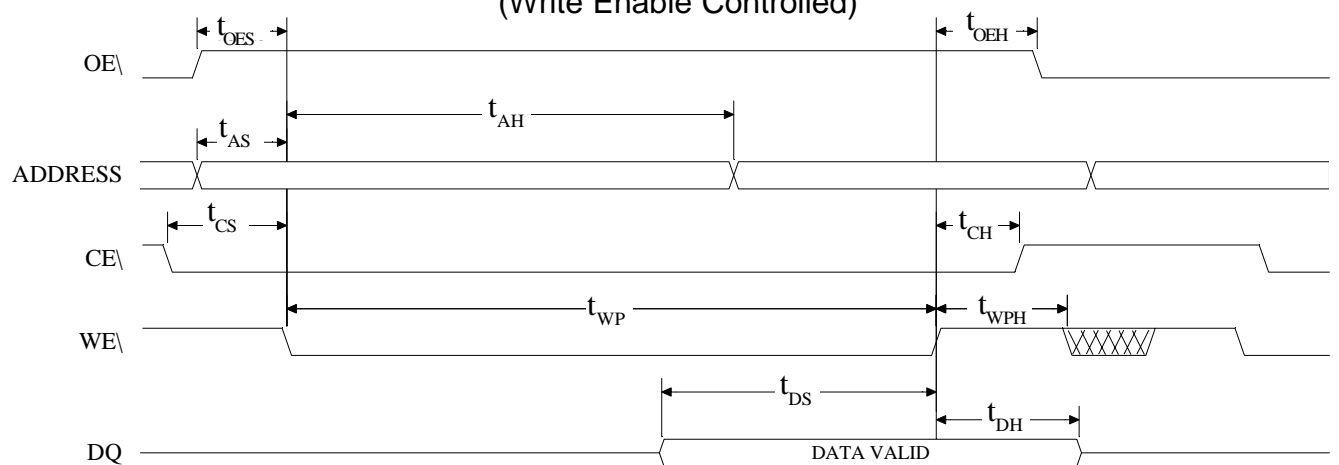 (Write Enable Controlled)
tOES
tOEH
OE\
tAH
tAS
ADDRESS
tCS
tCH
CE\
tWP
tWPH
WE\
tDS
tDH
DQ
DATA VALID